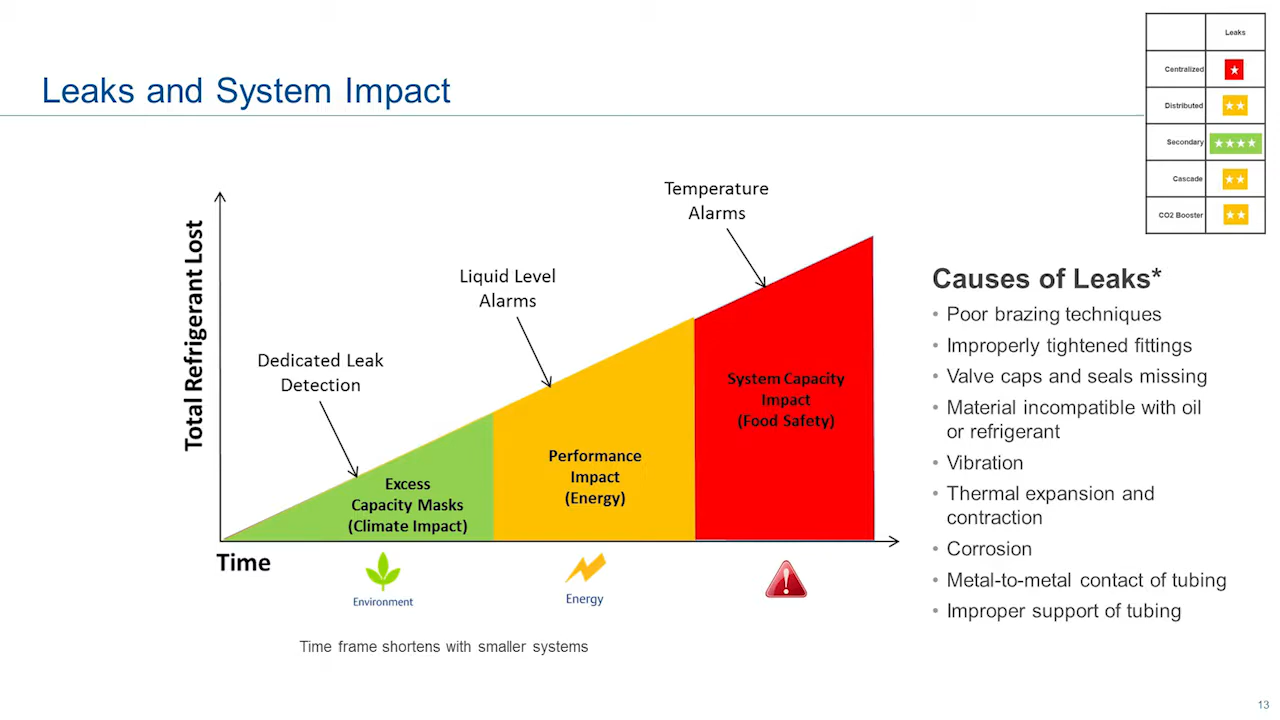 Leaks and System Impact
Leaks
Centralized ★
Distributed ★★
Secondary ★★★★
Cascade ★★
CO2 Booster ★★
Total Refrigerant Lost
Temperature
Alarms
Liquid Level
Alarms
Dedicated Leak
Detection
Excess
Capacity Masks
(Climate Impact)
Performance
Impact
(Energy)
System Capacity
Impact
(Food Safety)
Time
Environment
Energy
!
Time frame shortens with smaller systems
Causes of Leaks*
• Poor brazing techniques
• Improperly tightened fittings
• Valve caps and seals missing
• Material incompatible with oil
or refrigerant
• Vibration
• Thermal expansion and
contraction
• Corrosion
• Metal-to-metal contact of tubing
• Improper support of tubing
13